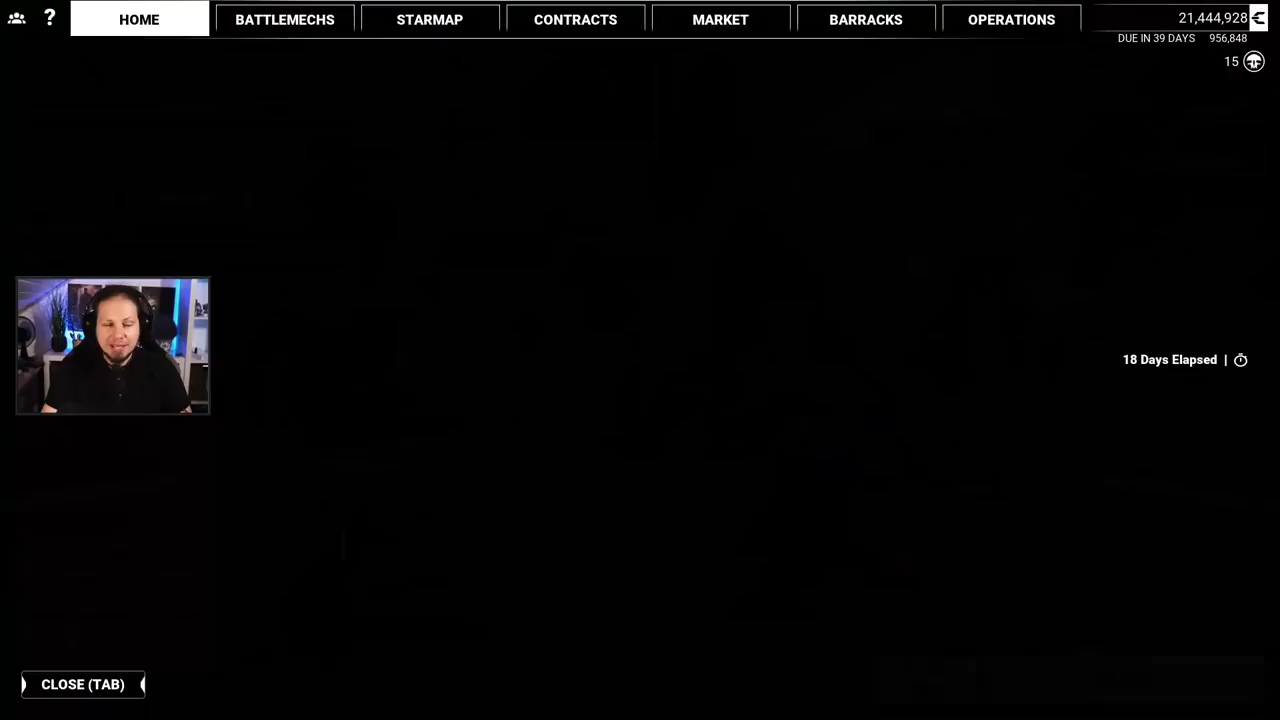 ?
HOME
BATTLEMECHS
STARMAP
CONTRACTS
MARKET
BARRACKS
OPERATIONS
21,444,928
DUE IN 39 DAYS 956,848
15
18 Days Elapsed |
CLOSE (TAB)